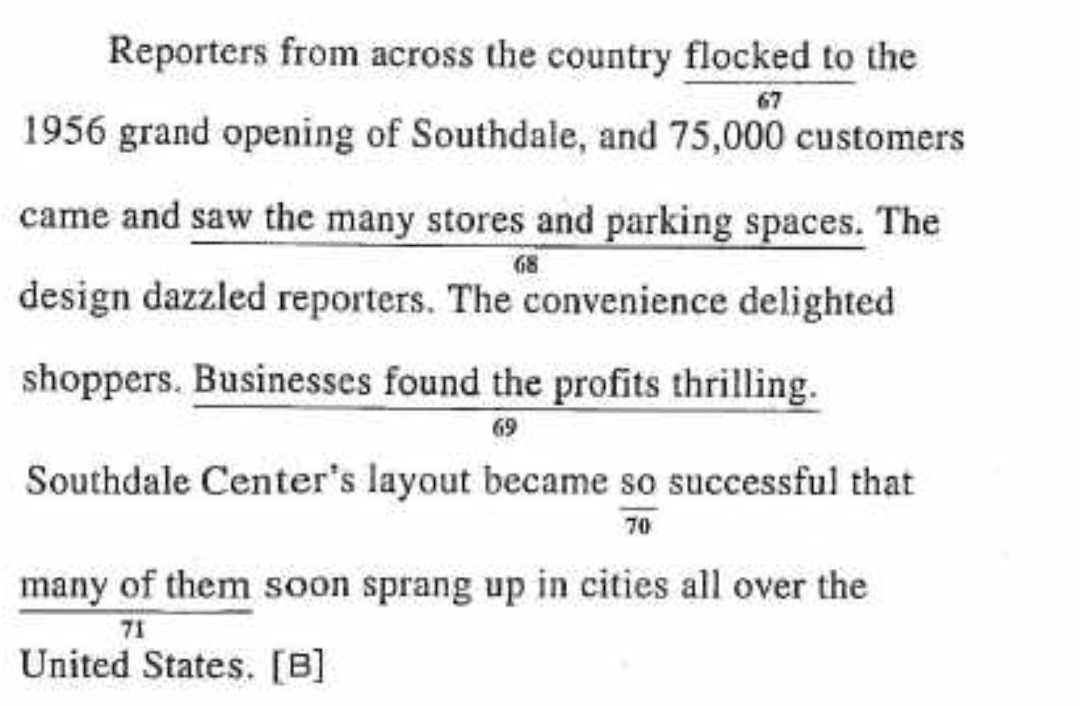 Reporters from across the country flocked to the
67
1956 grand opening of Southdale, and 75,000 customers
came and saw the many stores and parking spaces. The
68
design dazzled reporters. The convenience delighted
shoppers. Businesses found the profits thrilling.
69
Southdale Center's layout became so successful that
70
many of them soon sprang up in cities all over the
71
United States. [B]